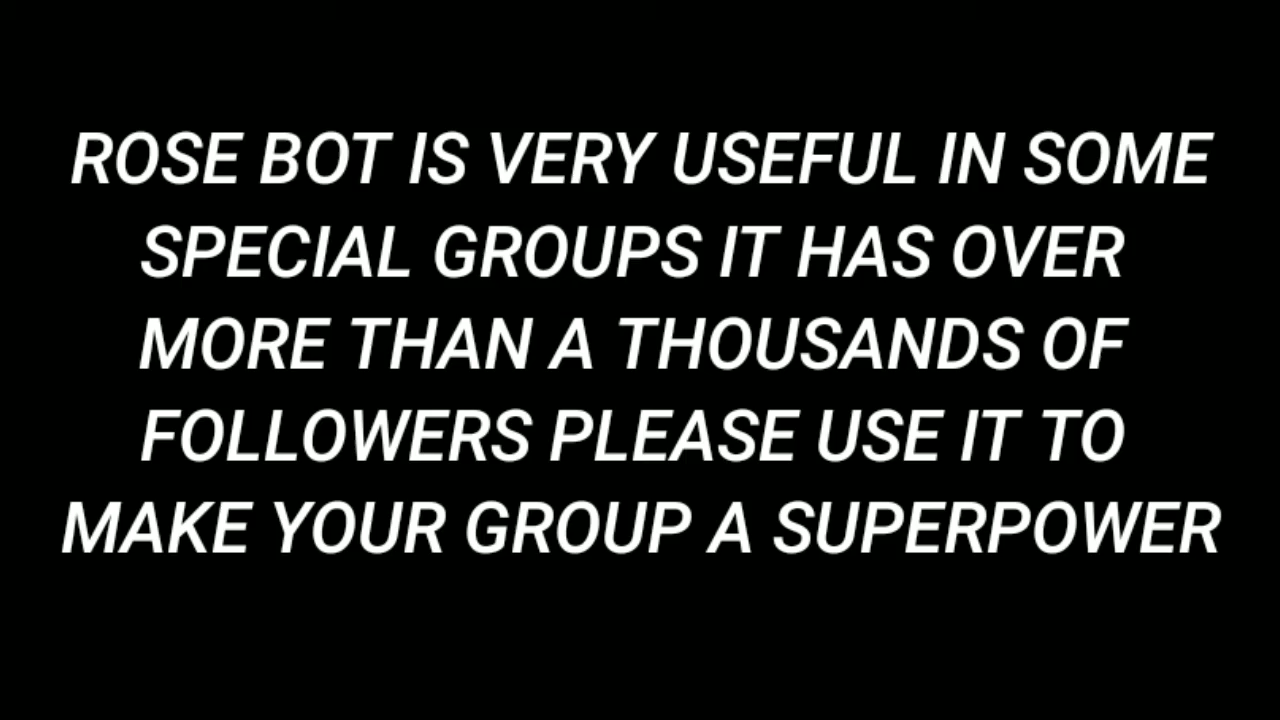 ROSE BOT IS VERY USEFUL IN SOME
SPECIAL GROUPS IT HAS OVER
MORE THAN A THOUSANDS OF
FOLLOWERS PLEASE USE IT TO
MAKE YOUR GROUP A SUPERPOWER